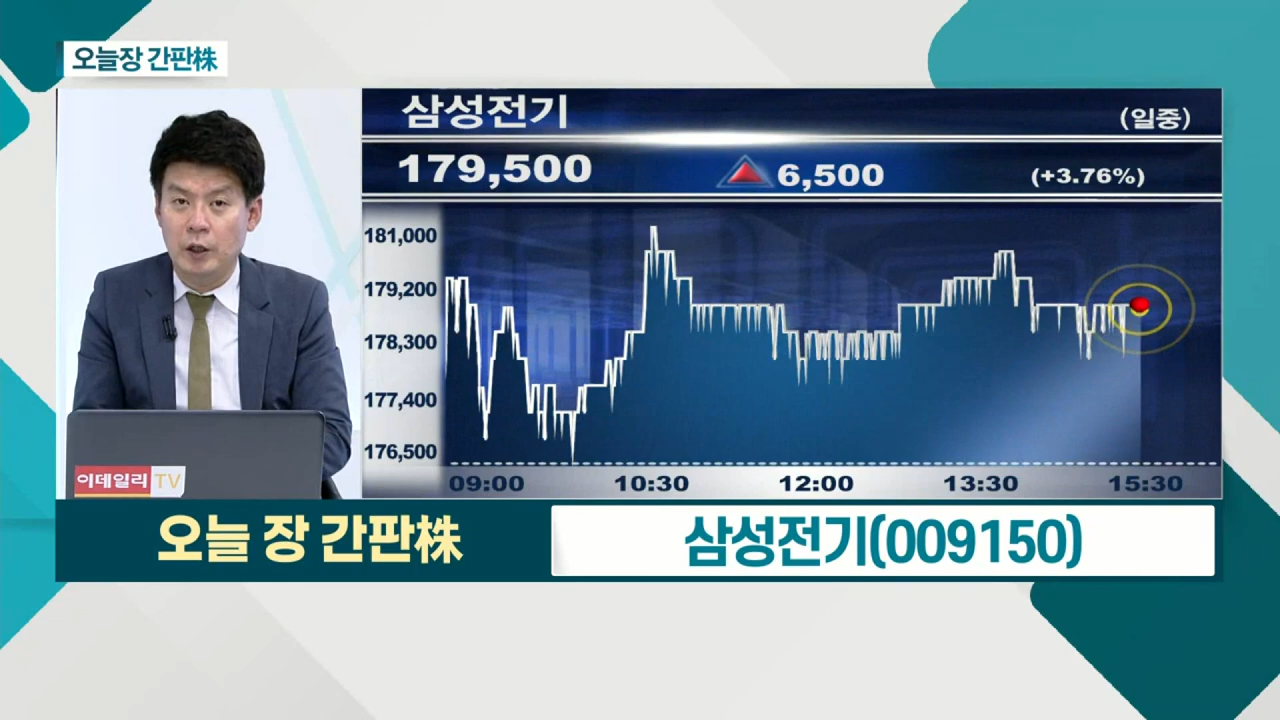 오늘장 간판株
삼성전기
(일중)
179,500
6,500
(+3.76%)
181,000
179,200
178,300
177,400
176,500
09:00
10:30
12:00
13:30
15:30
이데일리TV
오늘 장 간판株
삼성전기(009150)